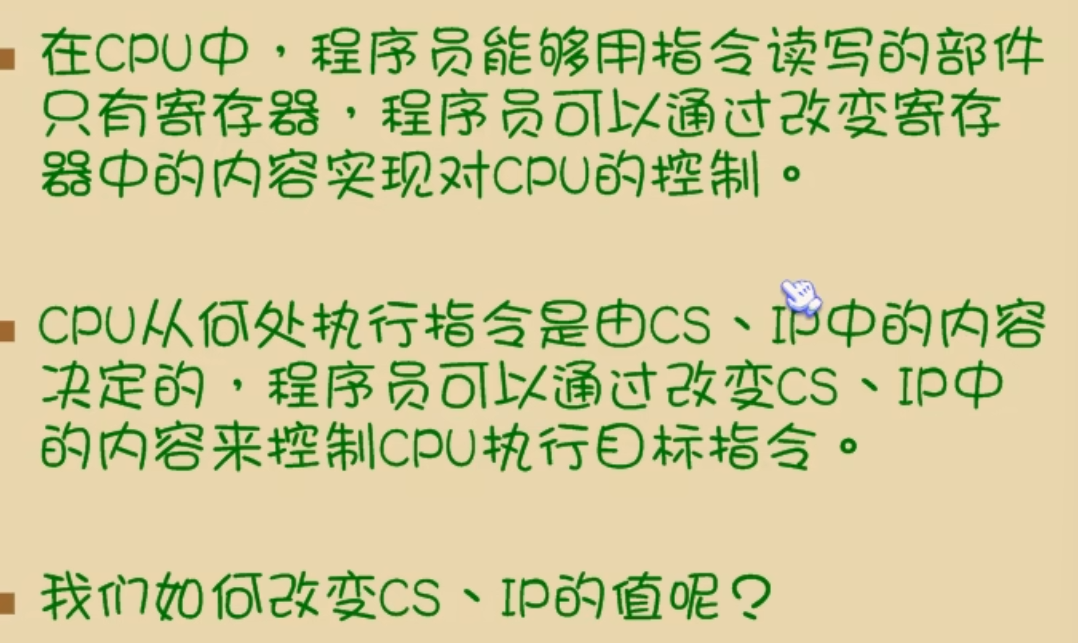 在CPU中，程序员能够用指令读写的部件
只有寄存器，程序员可以通过改变寄存
器中的内容实现对CPU的控制。
CPU从何处执行指令是由CS、IP中的内容
决定的，程序员可以通过改变CS、IP中
的内容来控制CPU执行目标指令。
我们如何改变CS、IP的值呢？